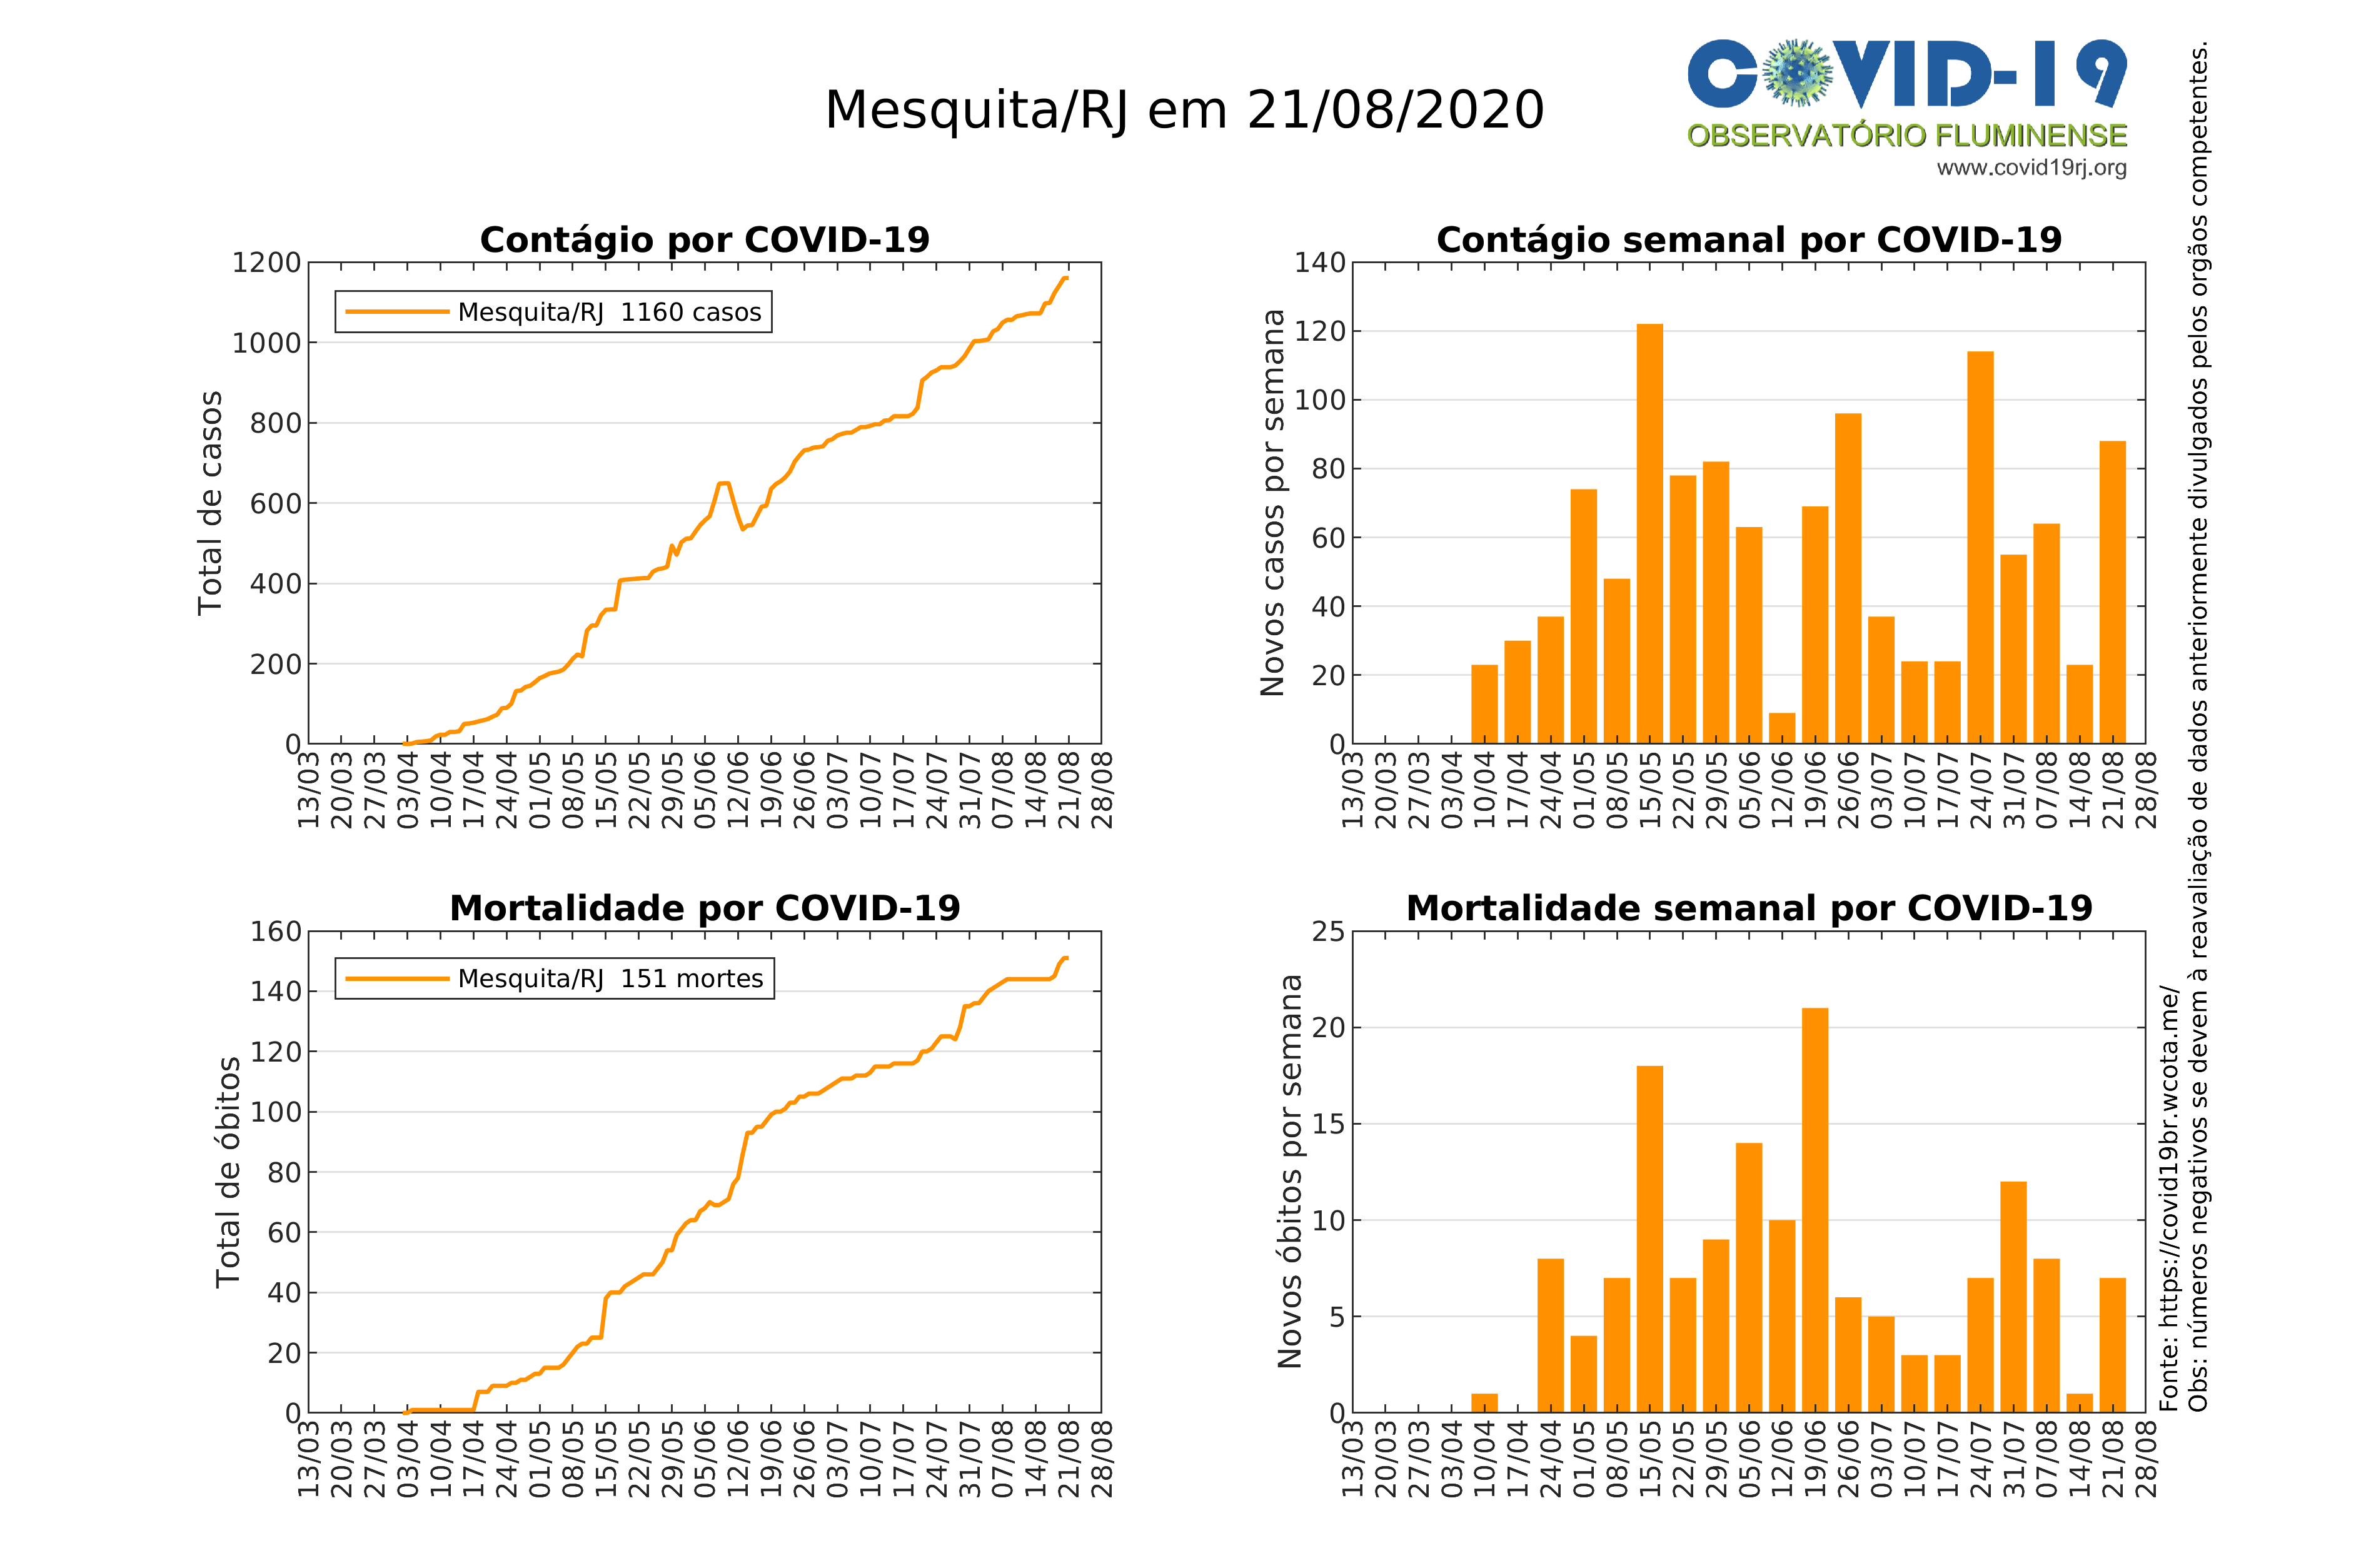 Mesquita/RJ em 21/08/2020
COVID-19
OBSERVATÓRIO FLUMINENSE
www.covid19rj.org
Contágio por COVID-19
Total de casos
1200
1000
800
600
400
200
0
Mesquita/RJ 1160 casos
13/03 20/03 27/03 03/04 10/04 17/04 24/04 01/05 08/05 15/05 22/05 29/05 05/06 12/06 19/06 26/06 03/07 10/07 17/07 24/07 31/07 07/08 14/08 21/08 28/08
Contágio semanal por COVID-19
Novos casos por semana
140
120
100
80
60
40
20
0
13/03 20/03 27/03 03/04 10/04 17/04 24/04 01/05 08/05 15/05 22/05 29/05 05/06 12/06 19/06 26/06 03/07 10/07 17/07 24/07 31/07 07/08 14/08 21/08 28/08
Mortalidade por COVID-19
Total de óbitos
160
140
120
100
80
60
40
20
0
Mesquita/RJ 151 mortes
13/03 20/03 27/03 03/04 10/04 17/04 24/04 01/05 08/05 15/05 22/05 29/05 05/06 12/06 19/06 26/06 03/07 10/07 17/07 24/07 31/07 07/08 14/08 21/08 28/08
Mortalidade semanal por COVID-19
Novos óbitos por semana
25
20
15
10
5
0
13/03 20/03 27/03 03/04 10/04 17/04 24/04 01/05 08/05 15/05 22/05 29/05 05/06 12/06 19/06 26/06 03/07 10/07 17/07 24/07 31/07 07/08 14/08 21/08 28/08
Fonte: https://covid19br.wcota.me/
Obs: números negativos se devem à reavaliação de dados anteriormente divulgados pelos orgãos competentes.